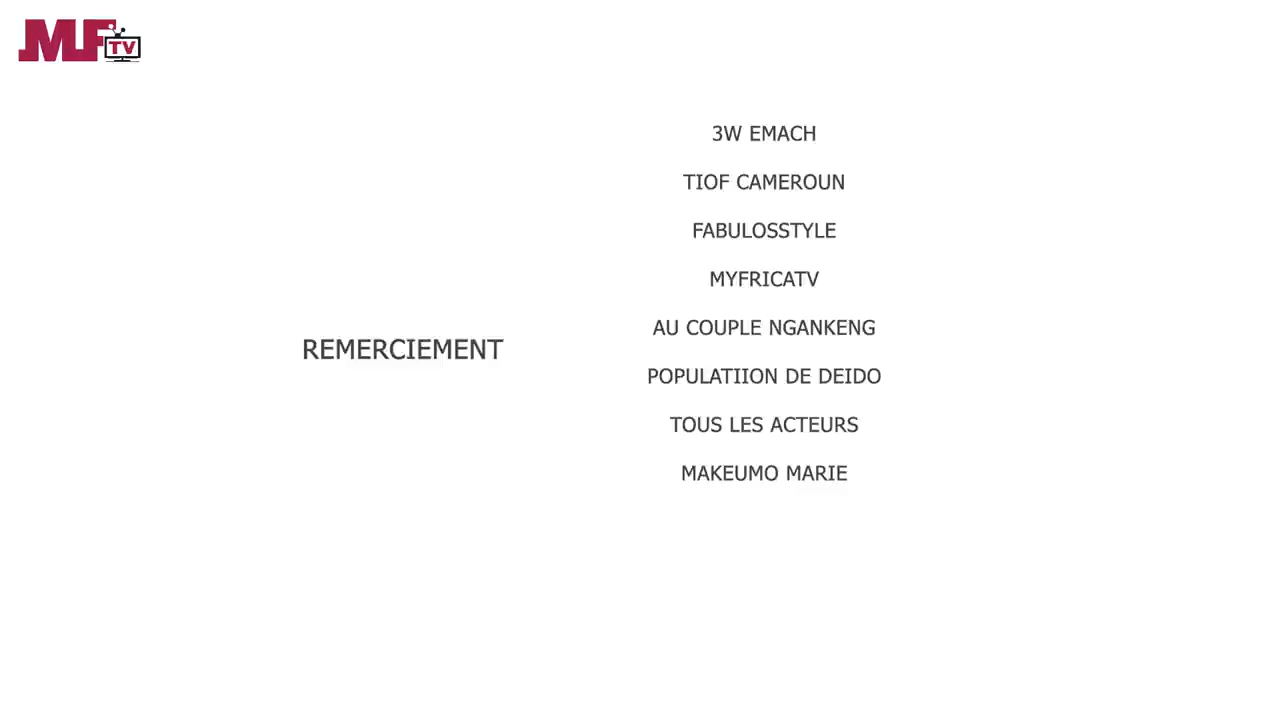 MF TV
3W EMACH
TIOF CAMEROUN
FABULOSSTYLE
MYFRICATV
AU COUPLE NGANKENG
REMERCIEMENT
POPULATIION DE DEIDO
TOUS LES ACTEURS
MAKEUMO MARIE